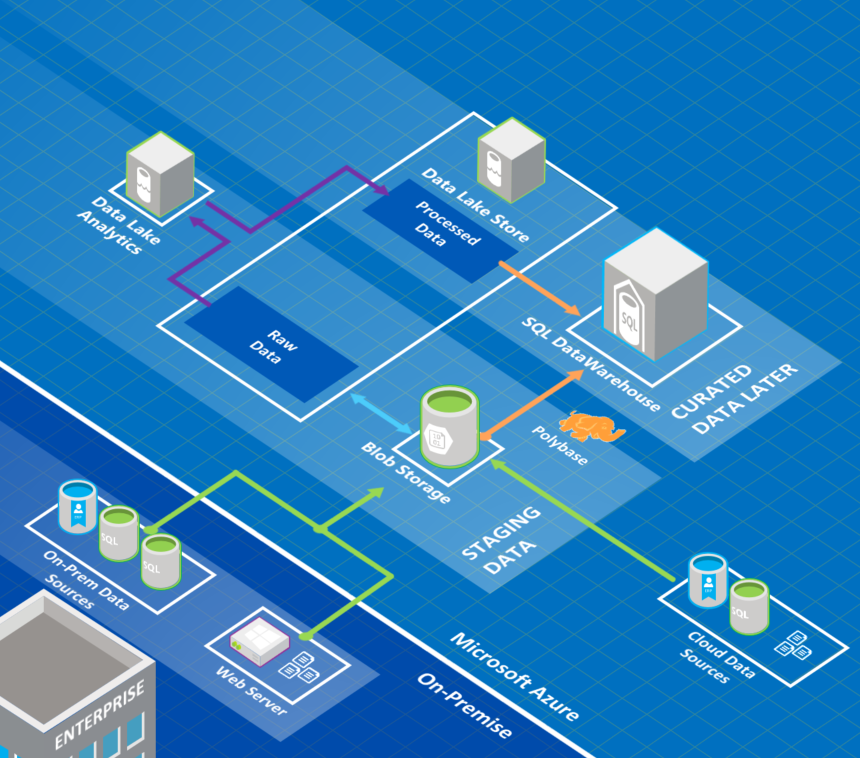 Data Lake Store
Data Lake
Analytics
Processed
Data
SQL
SQL DataWarehouse
CURATED
DATA LATER
Raw
Data
Polybase
Blob Storage
STAGING
DATA
SQL
SQL
On-Prem Data
Sources
SQL
Cloud Data
Sources
Web Server
Microsoft Azure
On-Premise
ENTERPRISE